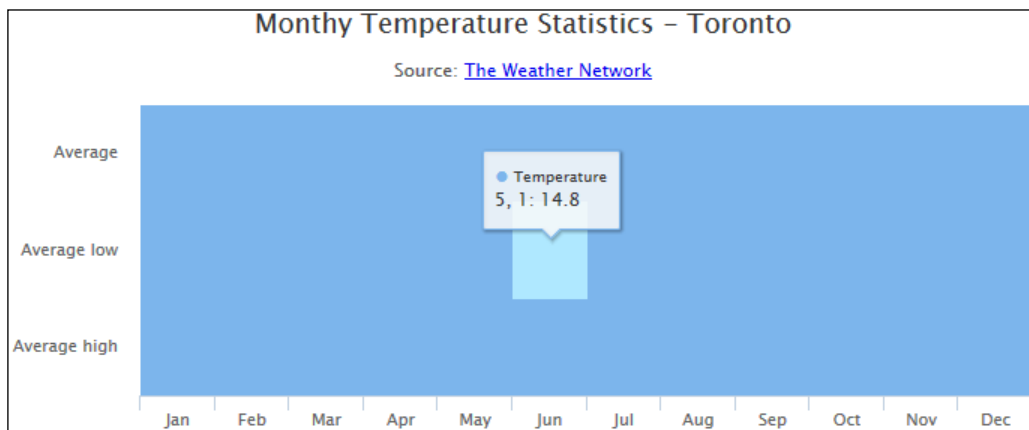 Monthy Temperature Statistics – Toronto
Source: The Weather Network
Average
Temperature
5, 1: 14.8
Average low
Average high
Jan Feb Mar Apr May Jun Jul Aug Sep Oct Nov Dec